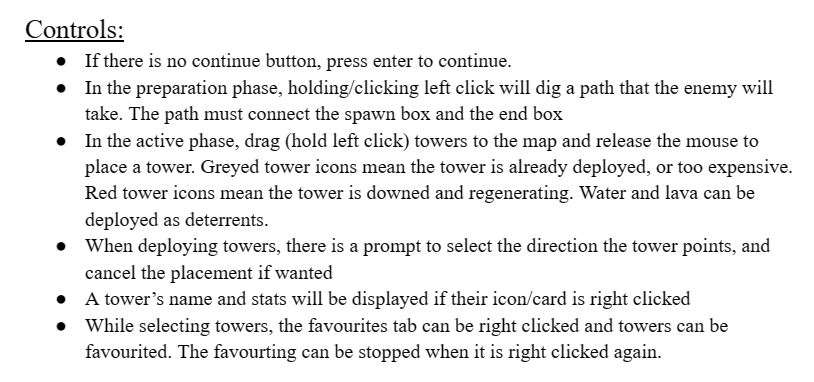 Controls:
● If there is no continue button, press enter to continue.
● In the preparation phase, holding/clicking left click will dig a path that the enemy will
take. The path must connect the spawn box and the end box
● In the active phase, drag (hold left click) towers to the map and release the mouse to
place a tower. Greyed tower icons mean the tower is already deployed, or too expensive.
Red tower icons mean the tower is downed and regenerating. Water and lava can be
deployed as deterrents.
● When deploying towers, there is a prompt to select the direction the tower points, and
cancel the placement if wanted
● A tower’s name and stats will be displayed if their icon/card is right clicked
● While selecting towers, the favourites tab can be right clicked and towers can be
favourited. The favourting can be stopped when it is right clicked again.